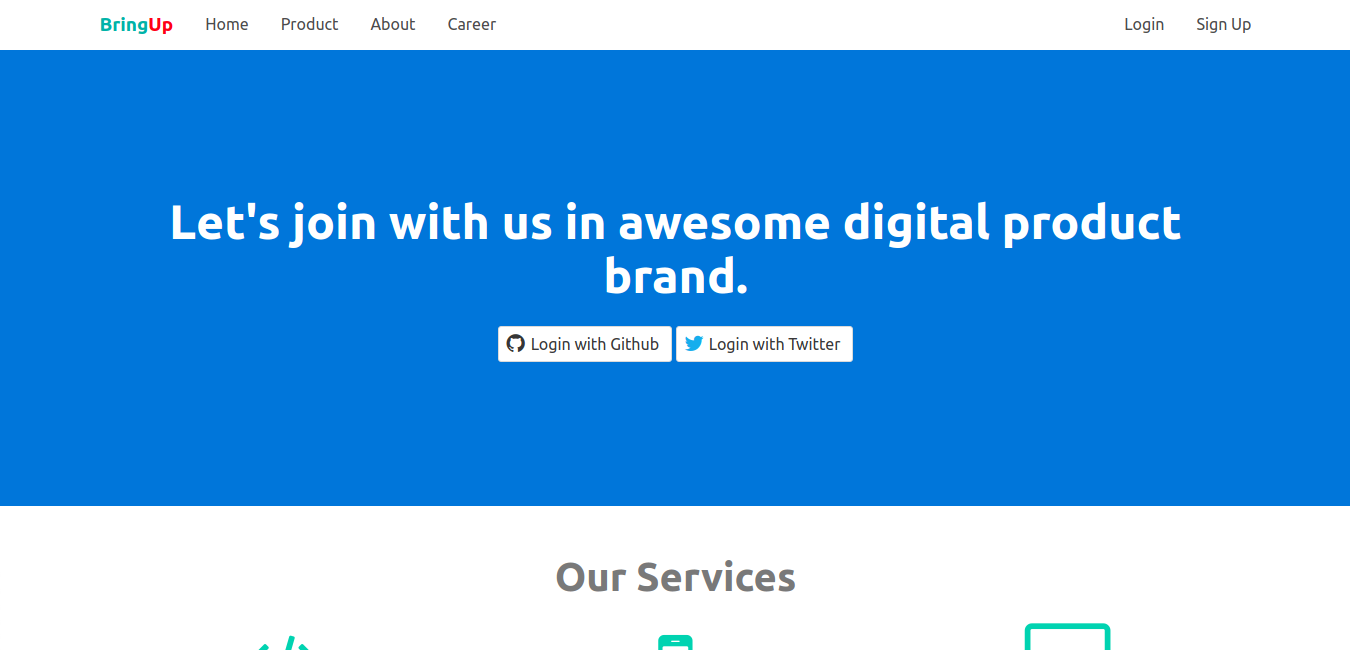 BringUp Home Product About Career Login Sign Up
Let's join with us in awesome digital product
brand.
Login with Github Login with Twitter
Our Services